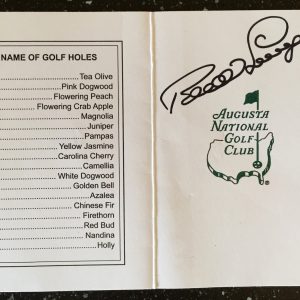 NAME OF GOLF HOLES
Tea Olive
Pink Dogwood
Flowering Peach
Flowering Crab Apple
Magnolia
Juniper
Pampas
Yellow Jasmine
Carolina Cherry
Camellia
White Dogwood
Golden Bell
Azalea
Chinese Fir
Firethorn
Red Bud
Nandina
Holly
AUGUSTA
NATIONAL
GOLF
CLUB
®